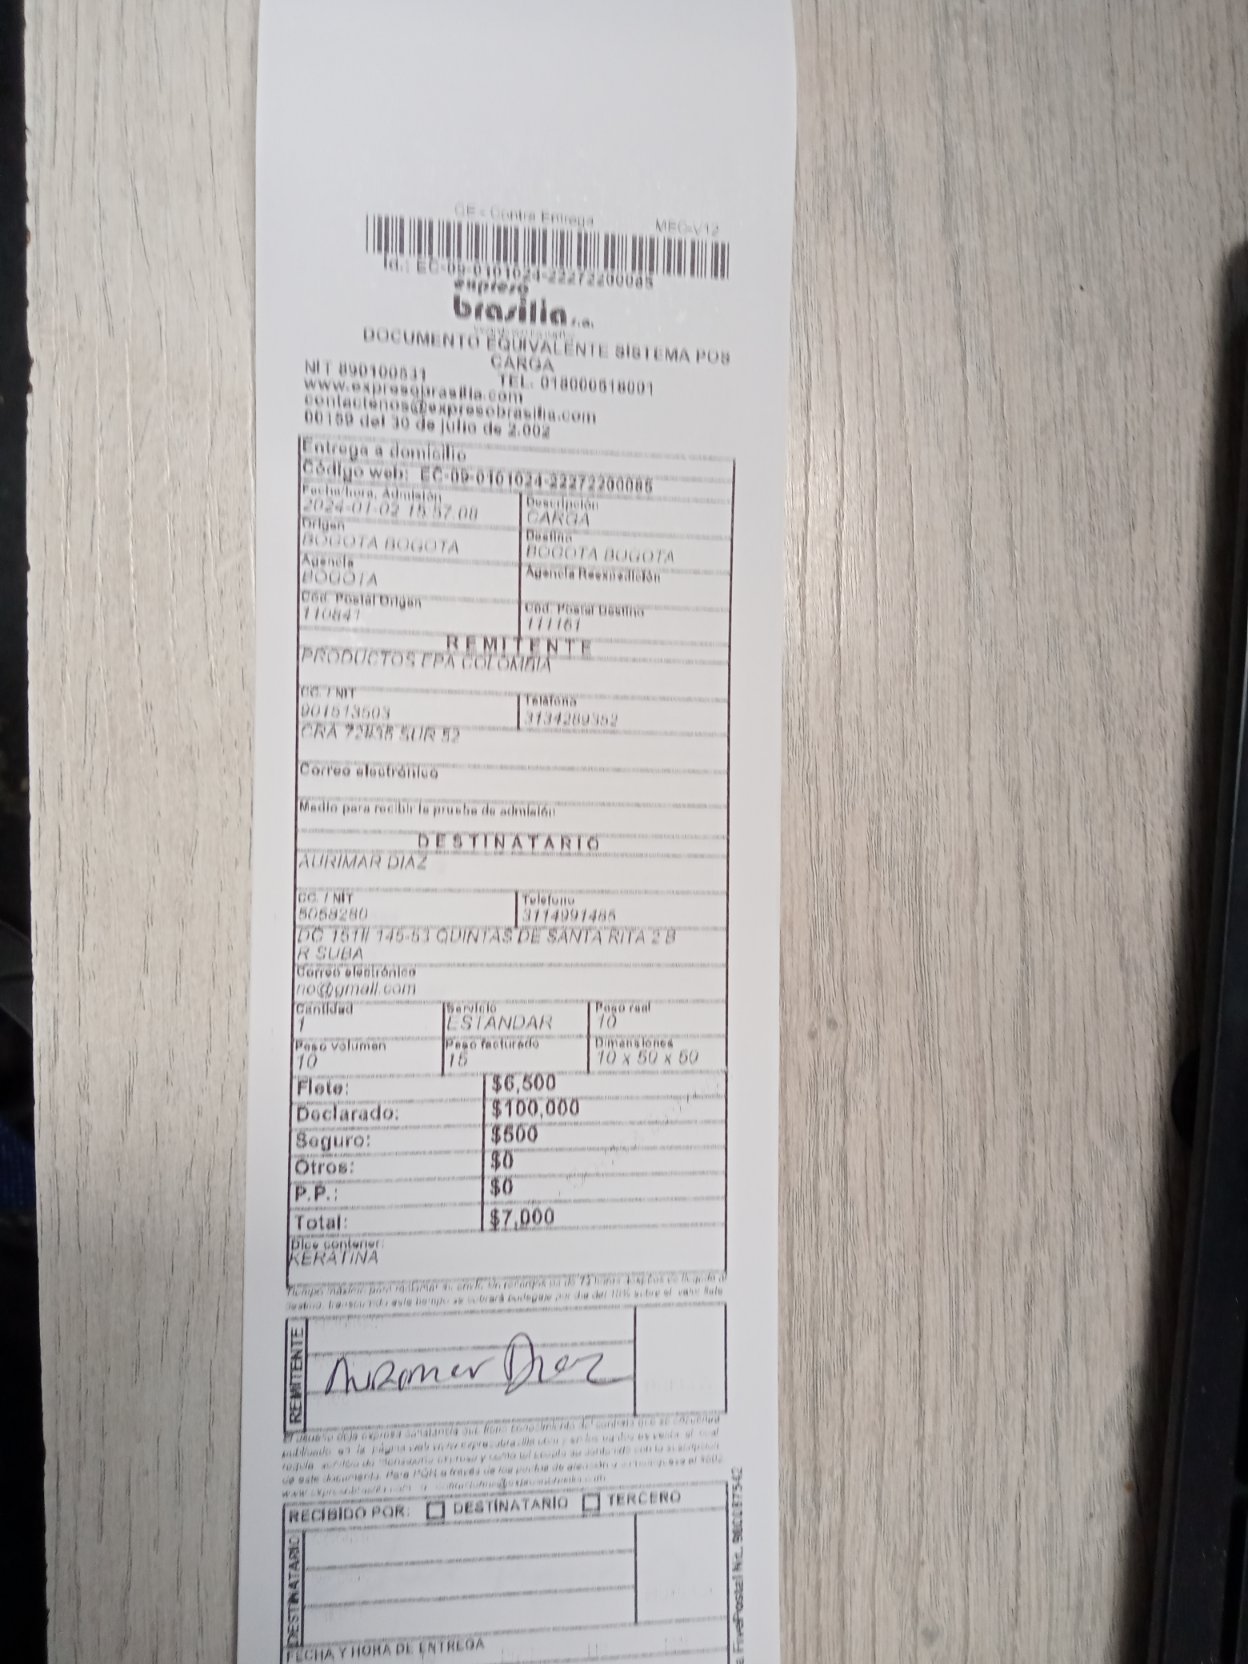 CE - Contra Entrega MEC-V12
Id.: EC-09-0101024-22272200085
expreso
brasilia s.a.
DOCUMENTO EQUIVALENTE SISTEMA POS
CARGA
NIT 890100531 TEL. 018000518001
www.expresobrasilia.com
contactenos@expresobrasilia.com
00159 del 30 de julio de 2.002
Entrega a domicilio
Código web: EC-09-0101024-22272200085
Fecha/hora. Admisión Descripción
2024-01-02 15:57:08 CARGA
Origen Destino
BOGOTA BOGOTA BOGOTA BOGOTA
Agencia Agencia Reexpedición
BOGOTA
Cód. Postal Origen Cód. Postal Destino
110841 111161
REMITENTE
PRODUCTOS EPA COLOMBIA
CC. / NIT Teléfono
901513503 3134289352
CRA 72#35 SUR 52
Correo electrónico
Medio para recibir la prueba de admisión
DESTINATARIO
AURIMAR DIAZ
CC. / NIT Teléfono
5058280 3114991485
DG 151# 145-53 QUINTAS DE SANTA RITA 2 B
R SUBA
Correo electrónico
no@gmail.com
Cantidad Servicio Peso real
1 ESTANDAR 10
Peso volumen Peso facturado Dimensiones
10 15 10 x 50 x 50
Flete: $6,500
Declarado: $100,000
Seguro: $500
Otros: $0
P.P.: $0
Total: $7,000
Dice contener:
KERATINA
REMITENTE
RECIBIDO POR: DESTINATARIO TERCERO
DESTINATARIO
FECHA Y HORA DE ENTREGA